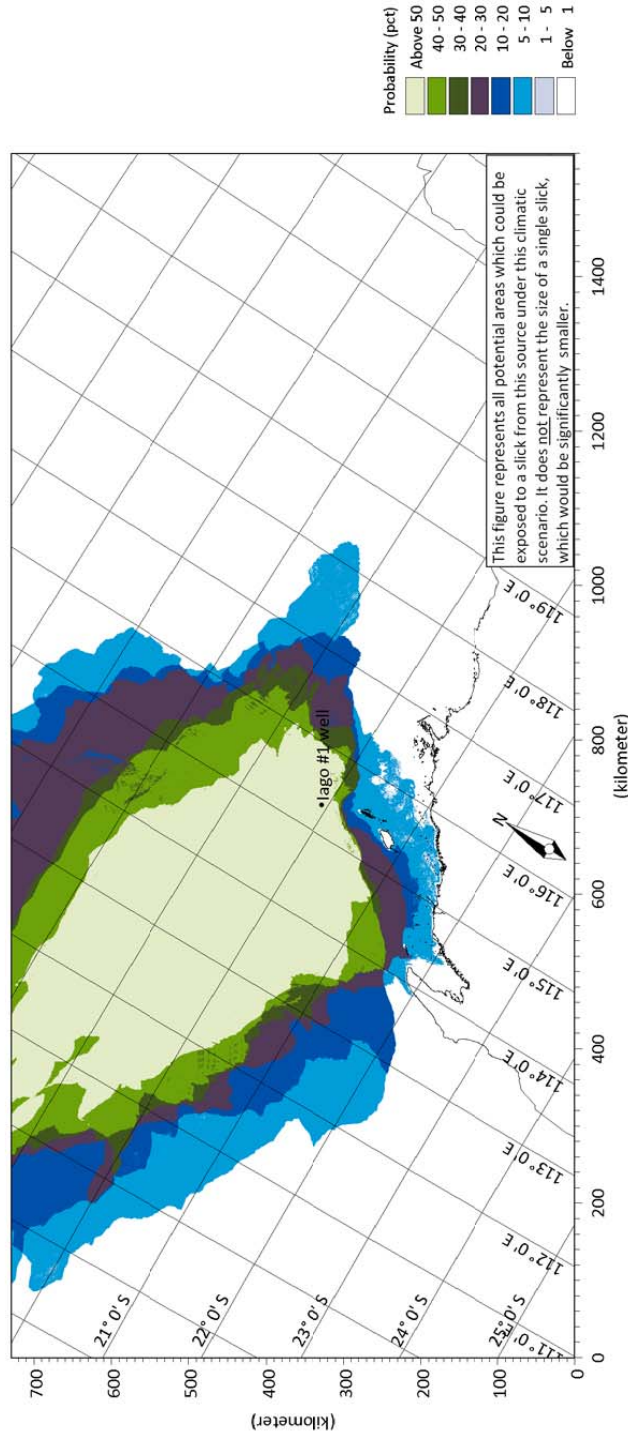 Probability (pct)
Above 50
40 - 50
30 - 40
20 - 30
10 - 20
5 - 10
1 - 5
Below 1
This figure represents all potential areas which could be
exposed to a slick from this source under this climatic
scenario. It does not represent the size of a single slick,
which would be significantly smaller.
Iago #1 well
N
21° 0' S
22° 0' S
23° 0' S
24° 0' S
25° 0' S
111° 0' E
112° 0' E
113° 0' E
114° 0' E
115° 0' E
116° 0' E
117° 0' E
118° 0' E
119° 0' E
700
600
500
400
300
200
100
0
(kilometer)
0
200
400
600
800
1000
1200
1400
(kilometer)